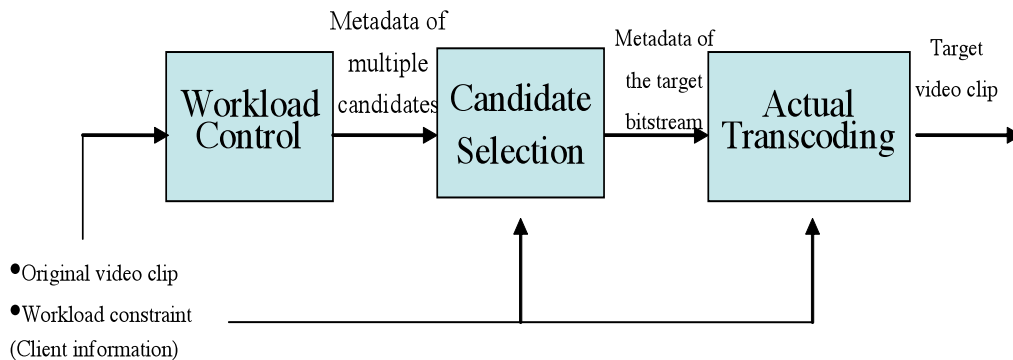 Metadata of
multiple
candidates
Metadata of
the target
bitstream
Target
video clip
Workload
Control
Candidate
Selection
Actual
Transcoding
•Original video clip
•Workload constraint
(Client information)